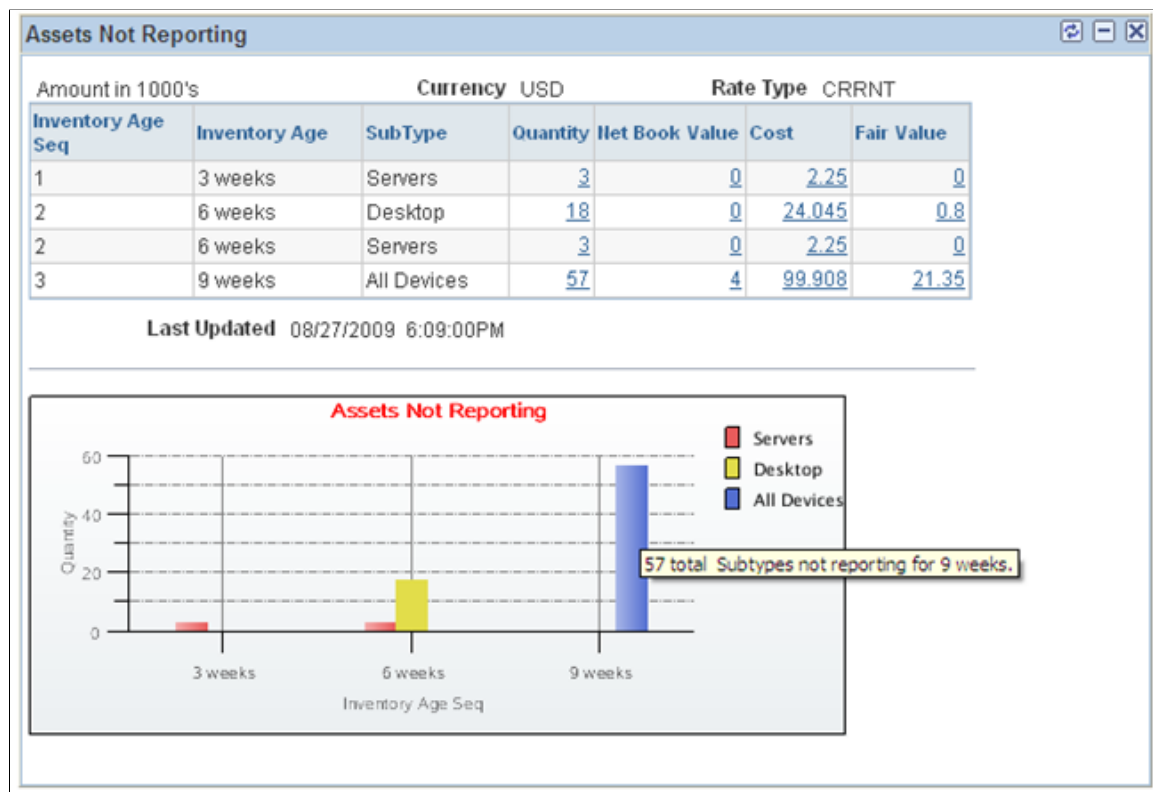 Assets Not Reporting
Amount in 1000's Currency USD Rate Type CRRNT
Inventory Age Seq Inventory Age SubType Quantity Net Book Value Cost Fair Value
1 3 weeks Servers 3 0 2.25 0
2 6 weeks Desktop 18 0 24.045 0.8
2 6 weeks Servers 3 0 2.25 0
3 9 weeks All Devices 57 4 99.908 21.35
Last Updated 08/27/2009 6:09:00PM
Assets Not Reporting
Servers
Desktop
All Devices
60
40
20
0
Quantity
57 total Subtypes not reporting for 9 weeks.
3 weeks 6 weeks 9 weeks
Inventory Age Seq